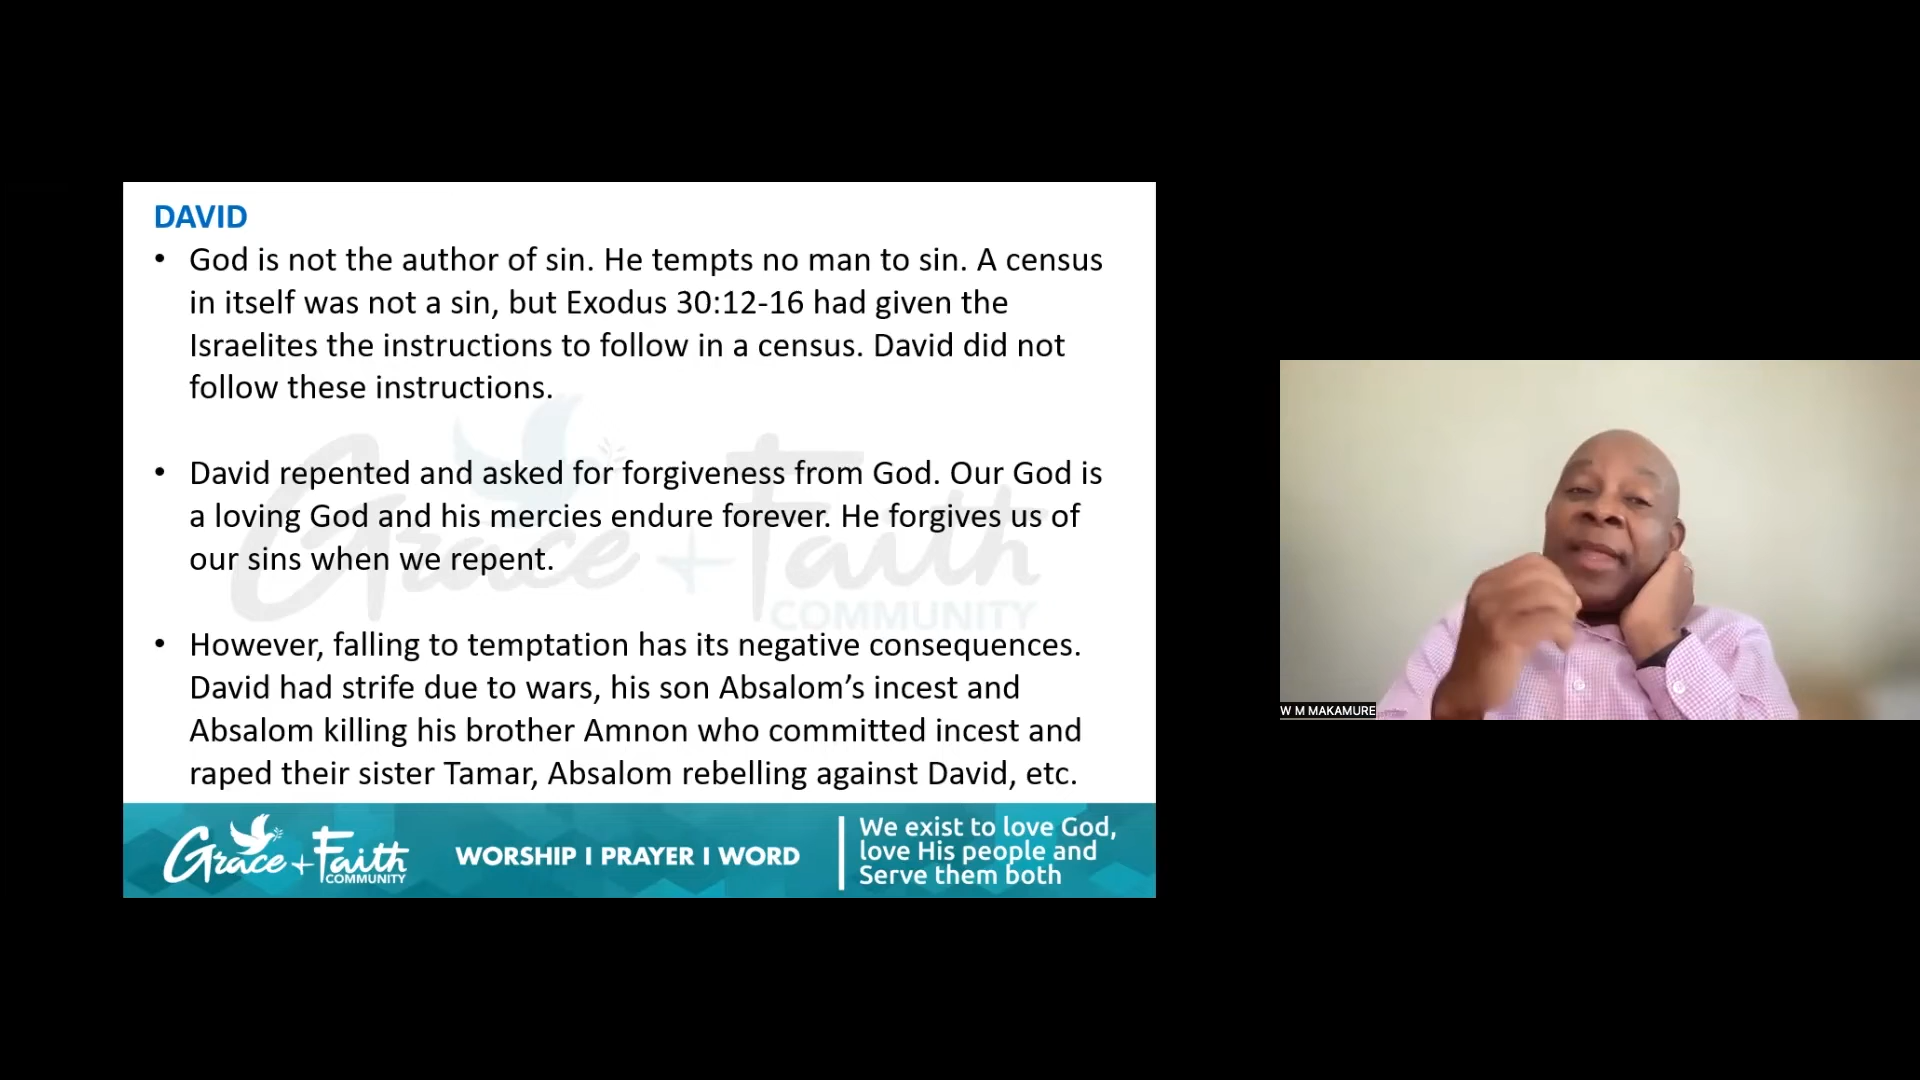 DAVID
• God is not the author of sin. He tempts no man to sin. A census
in itself was not a sin, but Exodus 30:12-16 had given the
Israelites the instructions to follow in a census. David did not
follow these instructions.
• David repented and asked for forgiveness from God. Our God is
a loving God and his mercies endure forever. He forgives us of
our sins when we repent.
• However, falling to temptation has its negative consequences.
David had strife due to wars, his son Absalom’s incest and
Absalom killing his brother Amnon who committed incest and
raped their sister Tamar, Absalom rebelling against David, etc.
Grace + Faith
COMMUNITY
Grace + Faith
COMMUNITY
WORSHIP I PRAYER I WORD
We exist to love God,
love His people and
Serve them both
W M MAKAMURE